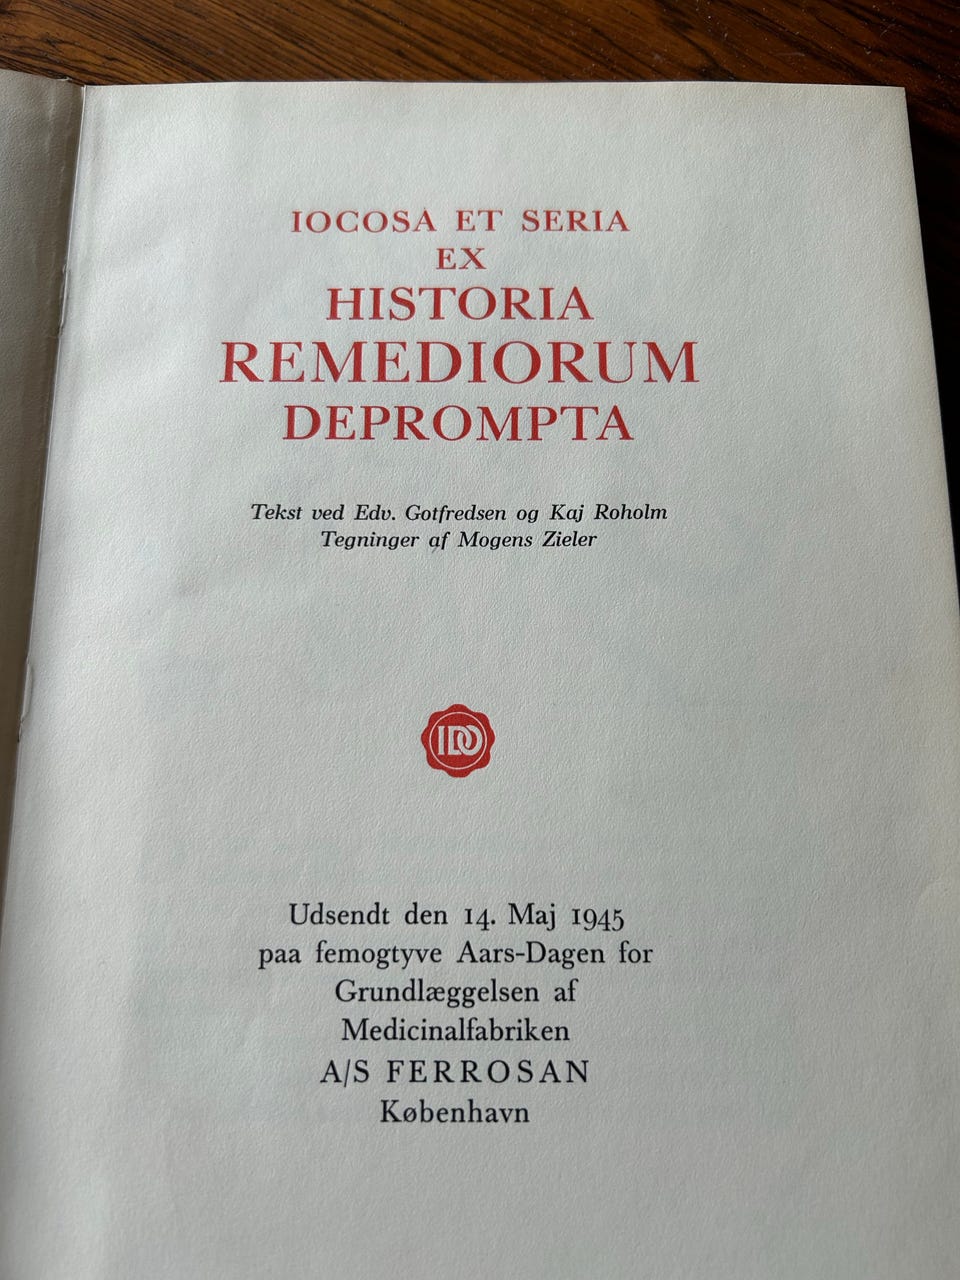 IOCOSA ET SERIA
EX
HISTORIA
REMEDIORUM
DEPROMPTA
Tekst ved Edv. Gotfredsen og Kaj Roholm
Tegninger af Mogens Zieler
IDO
Udsendt den 14. Maj 1945
paa femogtyve Aars-Dagen for
Grundlæggelsen af
Medicinalfabriken
A/S FERROSAN
København